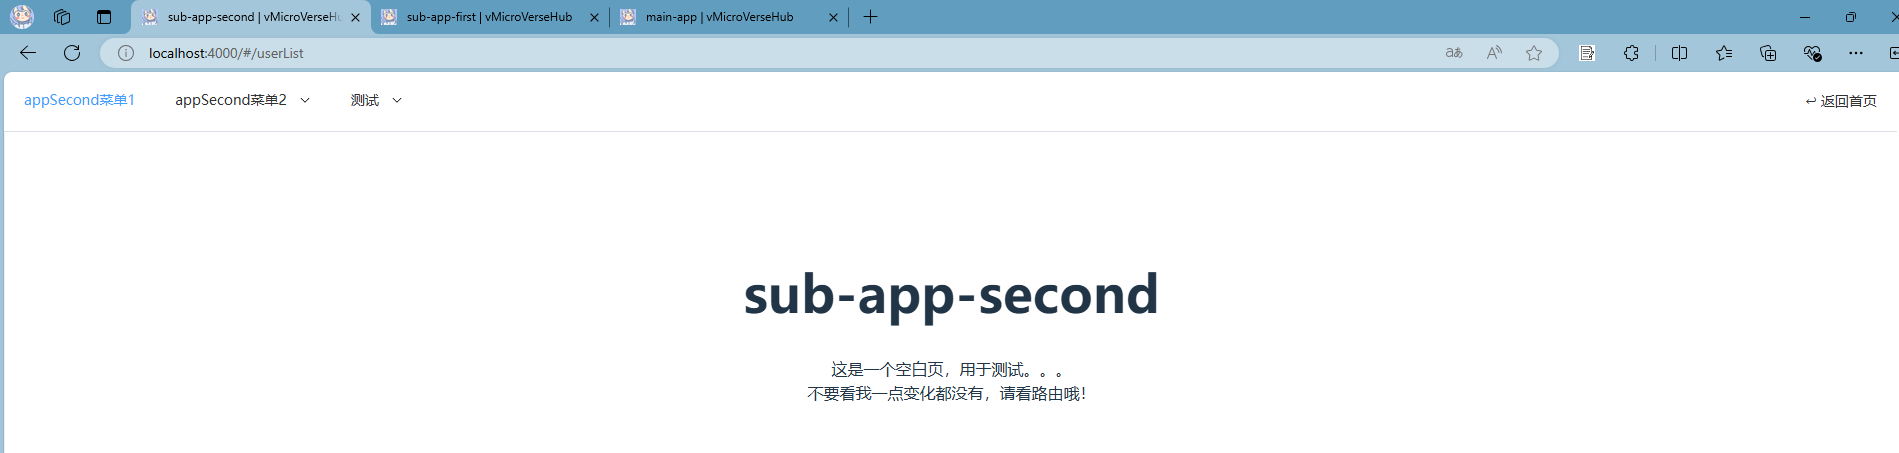 sub-app-second | vMicroVerseHu
sub-app-first | vMicroVerseHub
main-app | vMicroVerseHub
localhost:4000/#/userList
appSecond菜单1
appSecond菜单2
测试
返回首页
sub-app-second
这是一个空白页，用于测试。。。
不要看我一点变化都没有，请看路由哦！